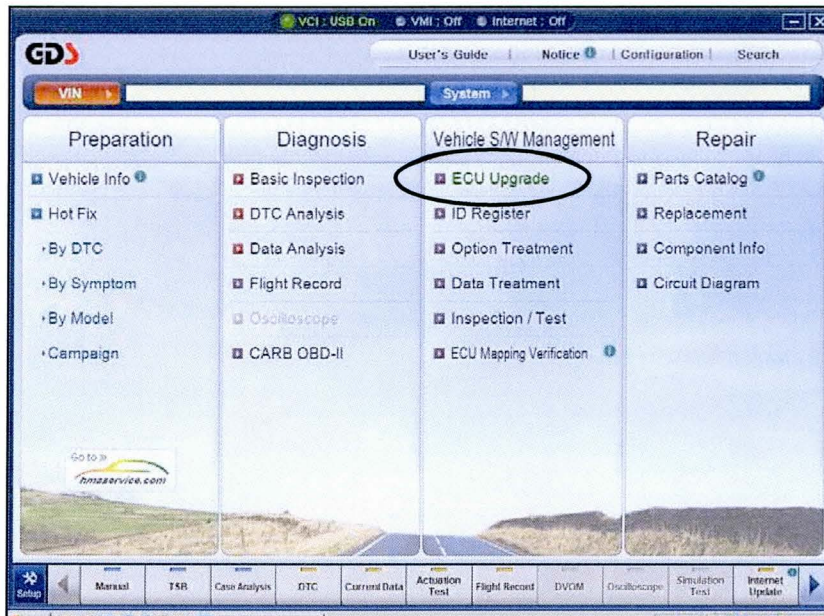 VCI : USB On VMI : Off Internet : Off
GDS
User's Guide | Notice | Configuration | Search
VIN System
Preparation
Vehicle Info
Hot Fix
By DTC
By Symptom
By Model
Campaign
Go to
hmaservice.com
Diagnosis
Basic Inspection
DTC Analysis
Data Analysis
Flight Record
Oscilloscope
CARB OBD-II
Vehicle S/W Management
ECU Upgrade
ID Register
Option Treatment
Data Treatment
Inspection / Test
ECU Mapping Verification
Repair
Parts Catalog
Replacement
Component Info
Circuit Diagram
Setup Manual TSB Case Analysis DTC Current Data Actuation Test Flight Record DVOM Oscilloscope Simulation Test Internet Update